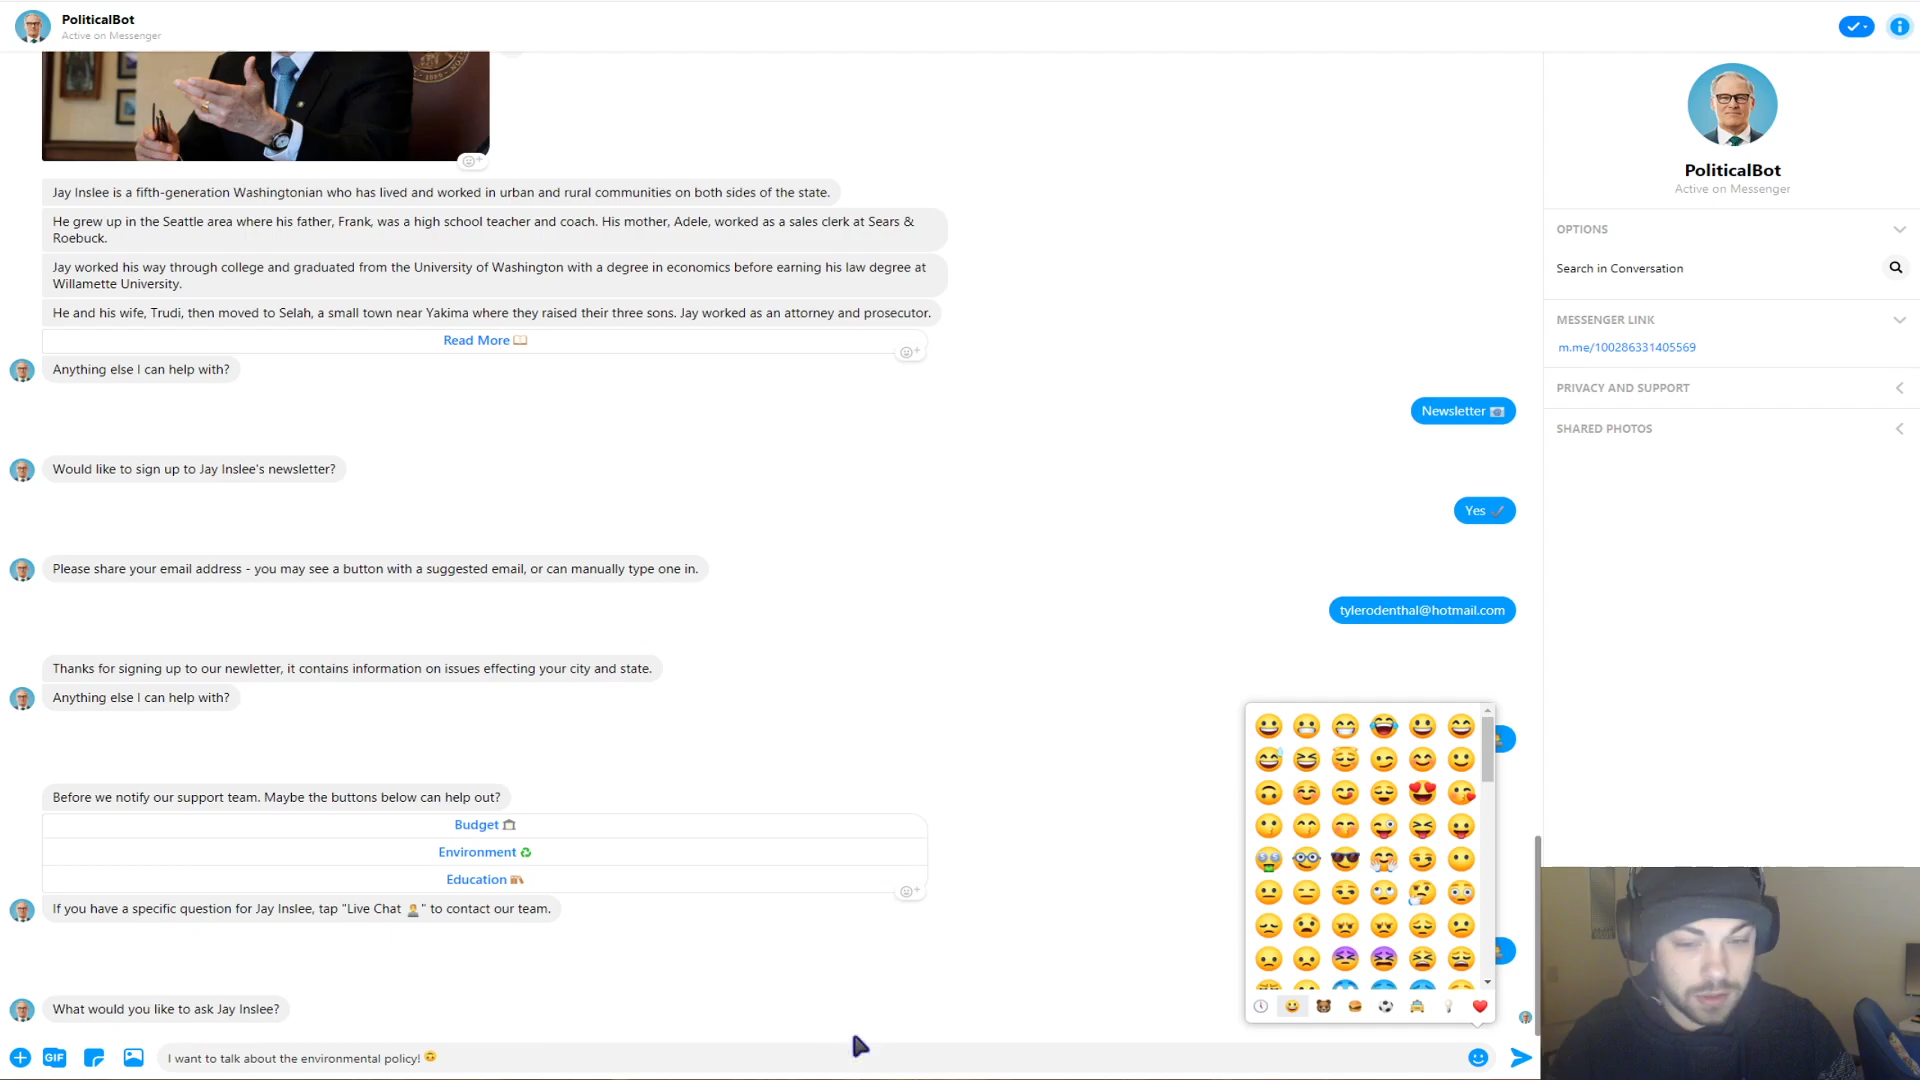 PoliticalBot
Active on Messenger
Jay Inslee is a fifth-generation Washingtonian who has lived and worked in urban and rural communities on both sides of the state.
He grew up in the Seattle area where his father, Frank, was a high school teacher and coach. His mother, Adele, worked as a sales clerk at Sears &
Roebuck.
Jay worked his way through college and graduated from the University of Washington with a degree in economics before earning his law degree at
Willamette University.
He and his wife, Trudi, then moved to Selah, a small town near Yakima where they raised their three sons. Jay worked as an attorney and prosecutor.
Read More 📖
Anything else I can help with?
Newsletter 📧
Would like to sign up to Jay Inslee's newsletter?
Yes ✔
Please share your email address - you may see a button with a suggested email, or can manually type one in.
tylerodenthal@hotmail.com
Thanks for signing up to our newletter, it contains information on issues effecting your city and state.
Anything else I can help with?
Before we notify our support team. Maybe the buttons below can help out?
Budget 🏛
Environment ♻
Education 📚
If you have a specific question for Jay Inslee, tap "Live Chat 🙋‍♂️" to contact our team.
What would you like to ask Jay Inslee?
GIF
I want to talk about the environmental policy! 🙃
PoliticalBot
Active on Messenger
OPTIONS
Search in Conversation
MESSENGER LINK
m.me/100286331405569
PRIVACY AND SUPPORT
SHARED PHOTOS